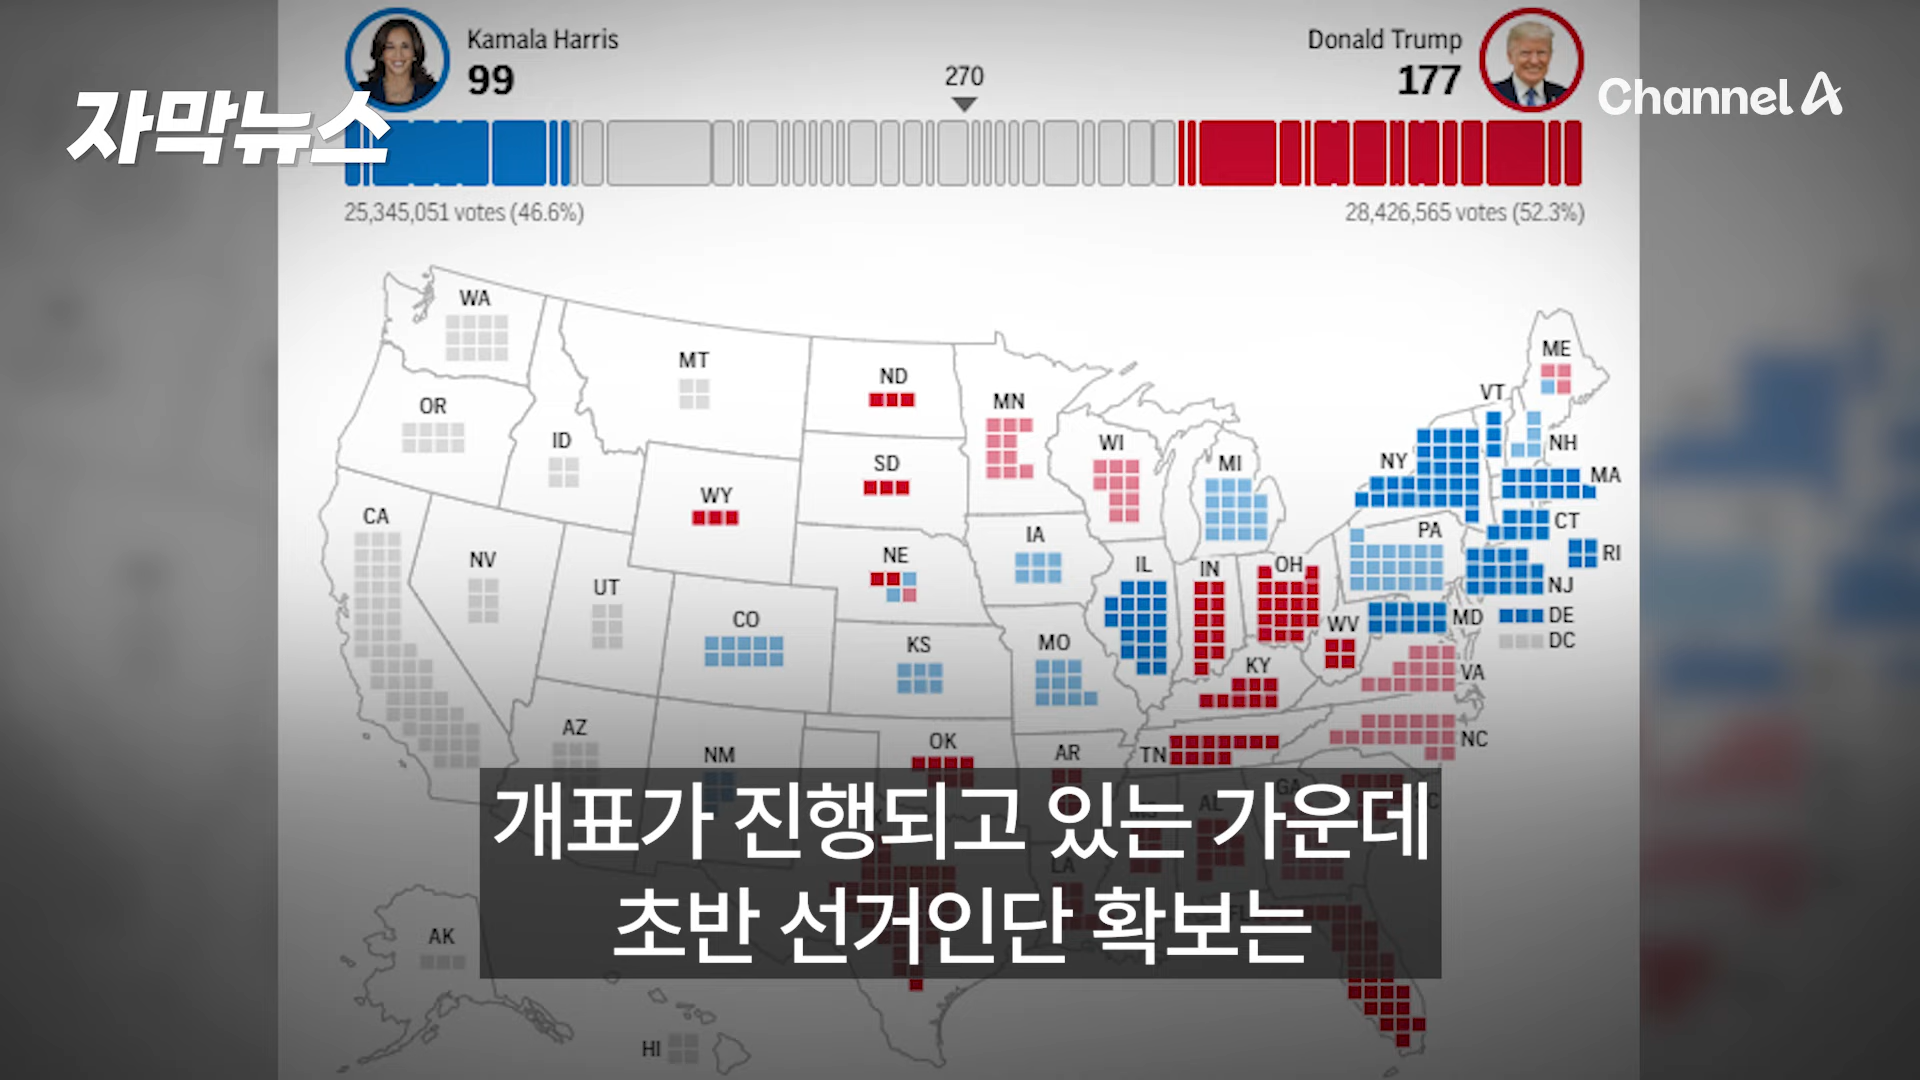 Kamala Harris
99
270
Donald Trump
177
Channel A
자막뉴스
25,345,051 votes (46.6%)
28,426,565 votes (52.3%)
WA
MT
ND
MN
ME
VT
OR
ID
WY
SD
WI
MI
NY
NH
MA
CA
NV
UT
NE
IA
IL
IN
OH
PA
CT
RI
NJ
CO
KS
MO
WV
MD
DE
DC
KY
VA
AZ
NM
OK
AR
TN
NC
AL
GA
LA
개표가 진행되고 있는 가운데
초반 선거인단 확보는
AK
HI